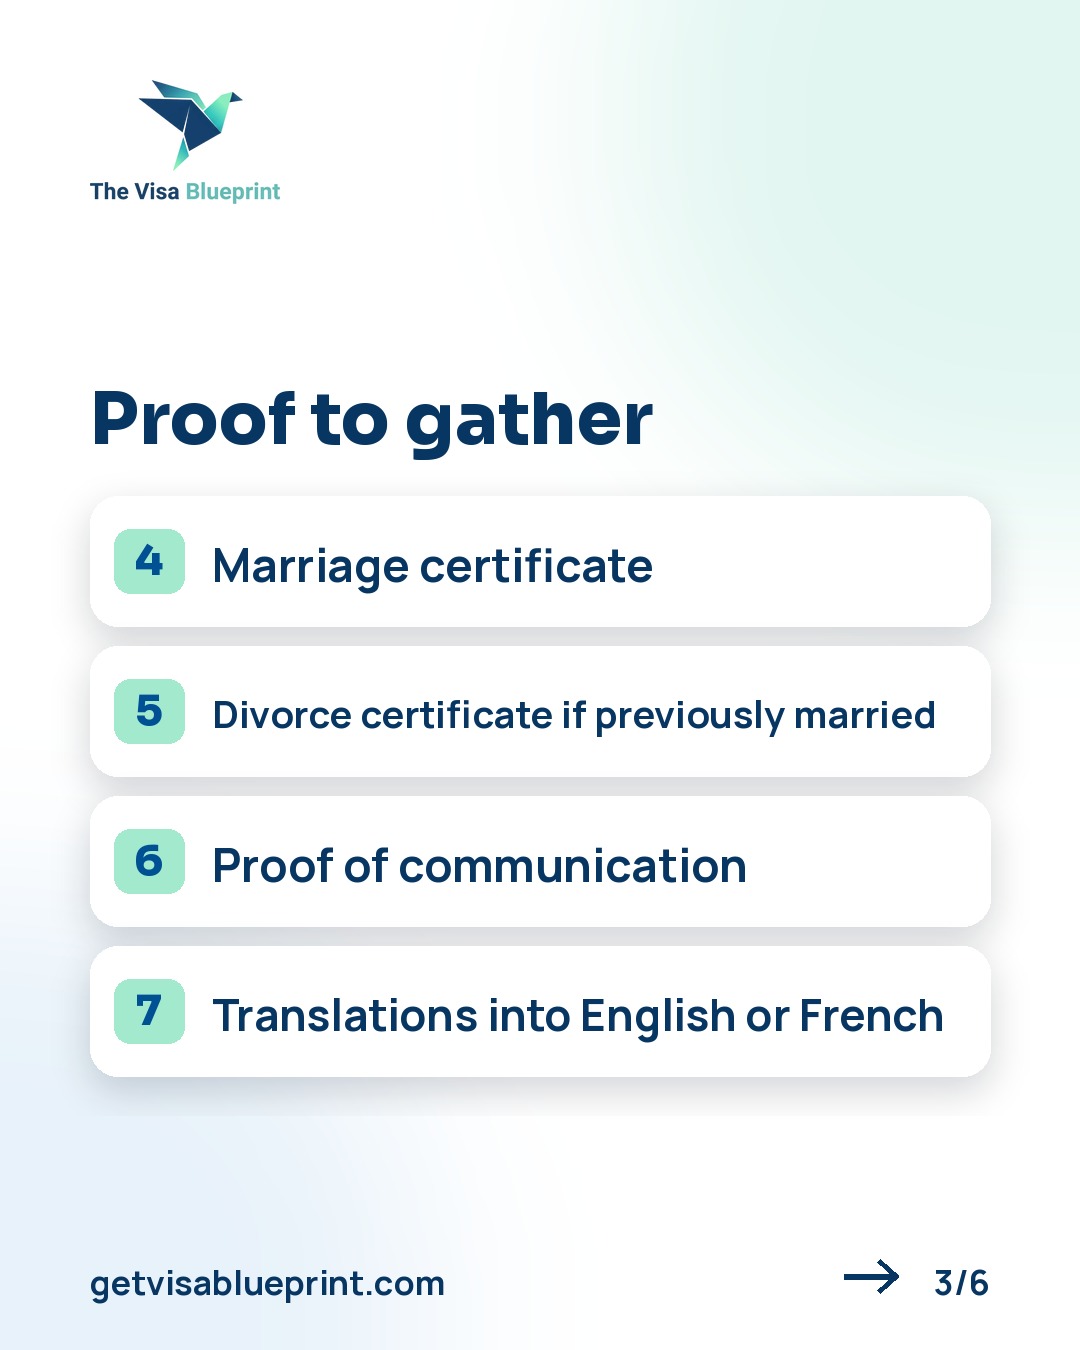 The Visa Blueprint
Proof to gather
4 Marriage certificate
5 Divorce certificate if previously married
6 Proof of communication
7 Translations into English or French
getvisablueprint.com
3/6